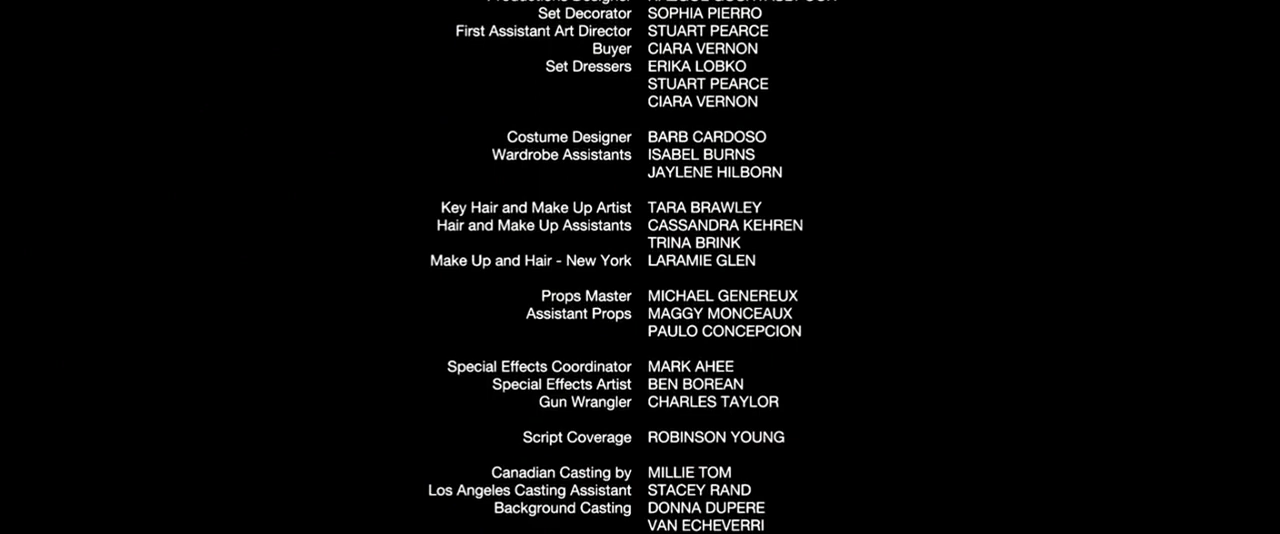 Set Decorator SOPHIA PIERRO
First Assistant Art Director STUART PEARCE
Buyer CIARA VERNON
Set Dressers ERIKA LOBKO
STUART PEARCE
CIARA VERNON
Costume Designer BARB CARDOSO
Wardrobe Assistants ISABEL BURNS
JAYLENE HILBORN
Key Hair and Make Up Artist TARA BRAWLEY
Hair and Make Up Assistants CASSANDRA KEHREN
TRINA BRINK
Make Up and Hair - New York LARAMIE GLEN
Props Master MICHAEL GENEREUX
Assistant Props MAGGY MONCEAUX
PAULO CONCEPCION
Special Effects Coordinator MARK AHEE
Special Effects Artist BEN BOREAN
Gun Wrangler CHARLES TAYLOR
Script Coverage ROBINSON YOUNG
Canadian Casting by MILLIE TOM
Los Angeles Casting Assistant STACEY RAND
Background Casting DONNA DUPERE
VAN ECHEVERRI